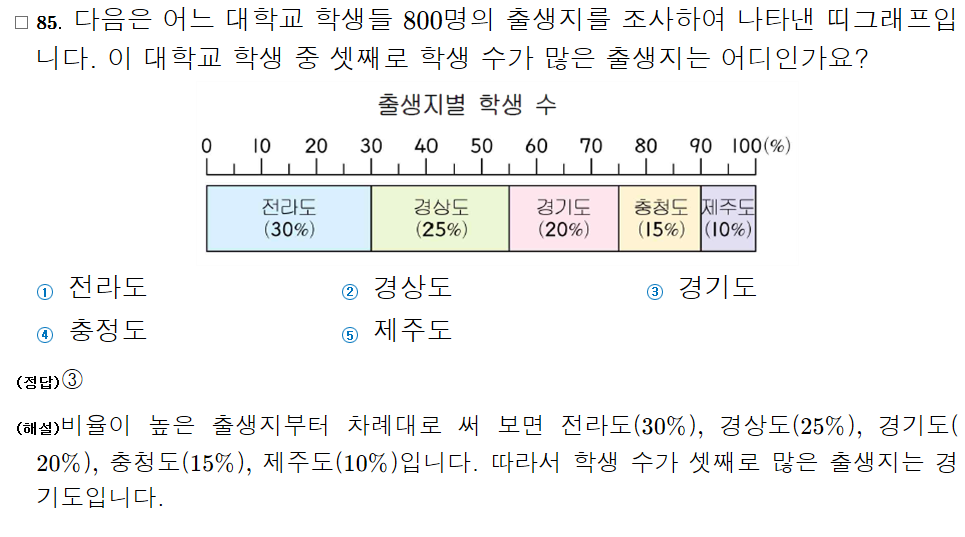 □ 85. 다음은 어느 대학교 학생들 800명의 출생지를 조사하여 나타낸 띠그래프입
니다. 이 대학교 학생 중 셋째로 학생 수가 많은 출생지는 어디인가요?
출생지별 학생 수
0 10 20 30 40 50 60 70 80 90 100(%)
전라도 경상도 경기도 충청도 제주도
(30%) (25%) (20%) (15%) (10%)
① 전라도 ② 경상도 ③ 경기도
④ 충정도 ⑤ 제주도
(정답)③
(해설)비율이 높은 출생지부터 차례대로 써 보면 전라도(30%), 경상도(25%), 경기도(
20%), 충청도(15%), 제주도(10%)입니다. 따라서 학생 수가 셋째로 많은 출생지는 경
기도입니다.